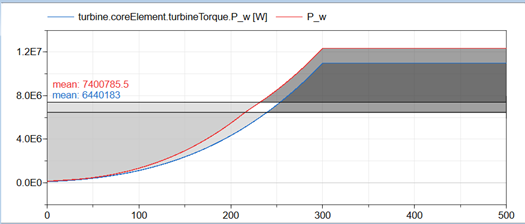 turbine.coreElement.turbineTorque.P_w [W] P_w
1.2E7
mean: 7400785.5
mean: 6440183
8.0E6
4.0E6
0.0E0
0 100 200 300 400 500